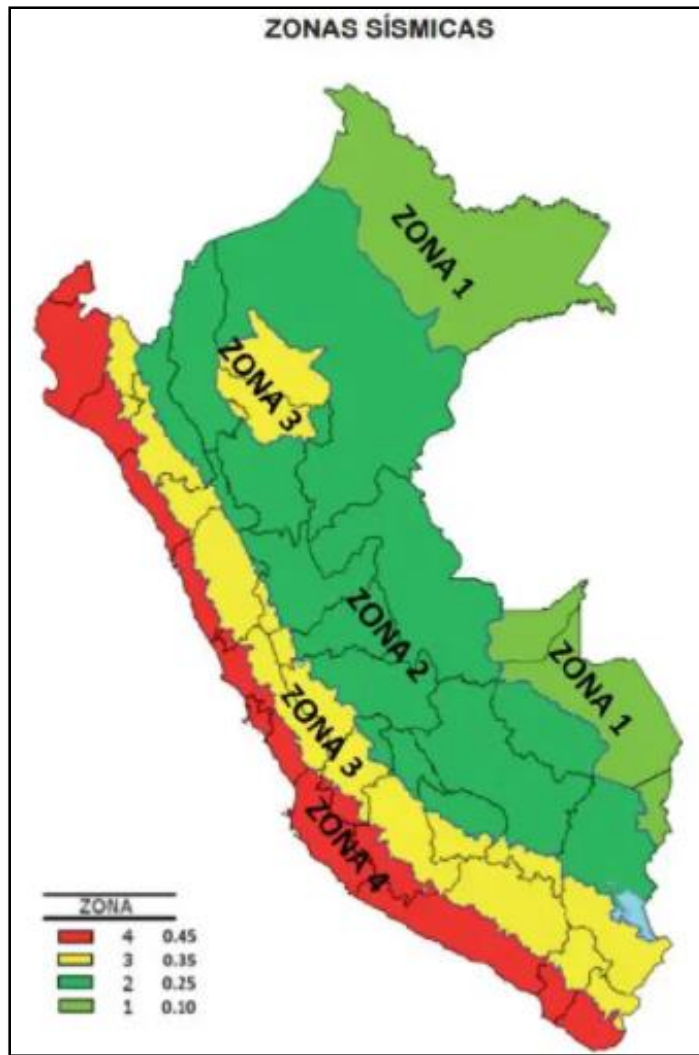 ZONAS SÍSMICAS
ZONA 1
ZONA 3
ZONA 2
ZONA 1
ZONA 3
ZONA 4
ZONA
4 0.45
3 0.35
2 0.25
1 0.10